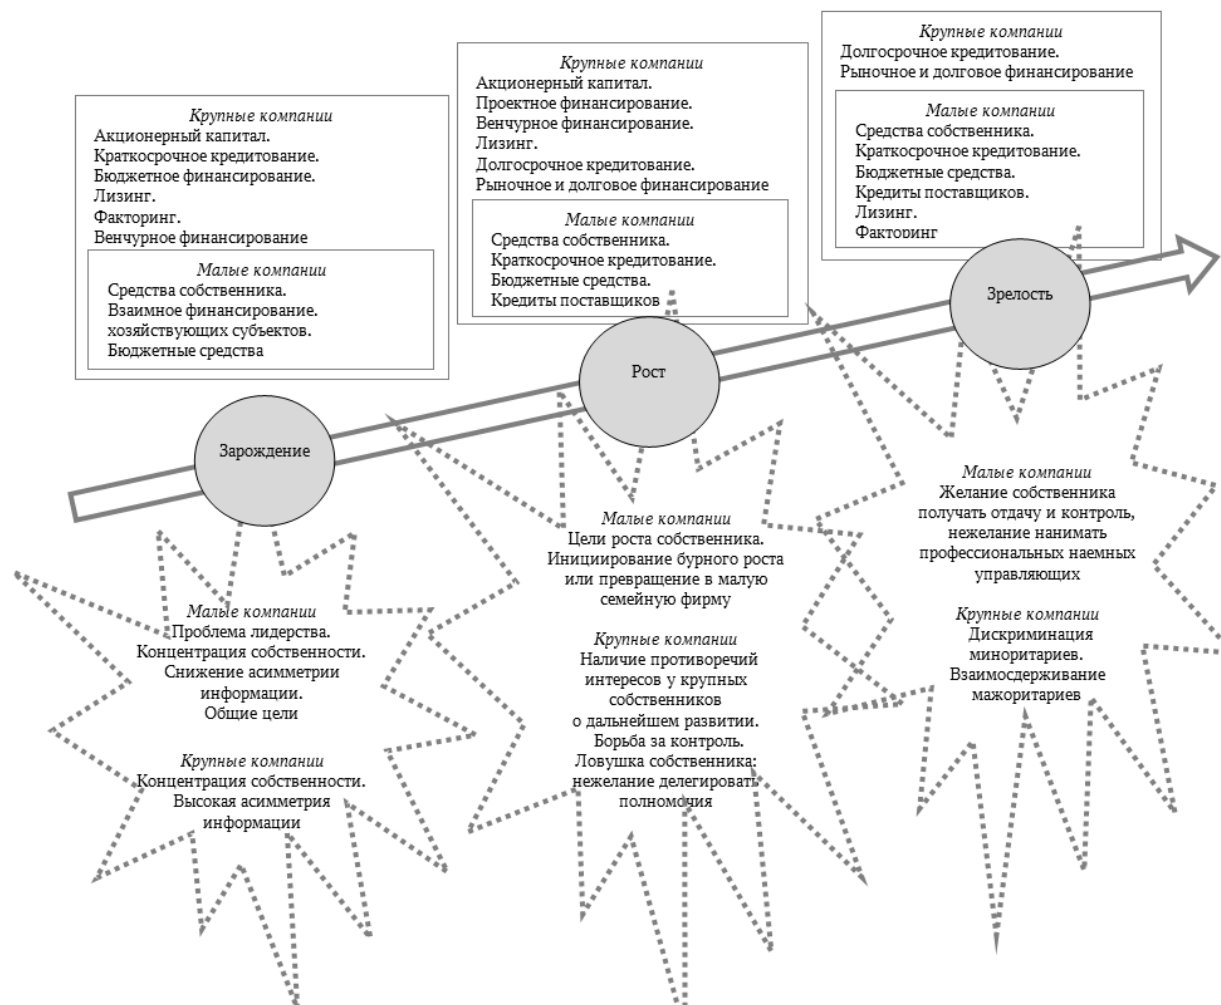 Крупные компании
Акционерный капитал.
Краткосрочное кредитование.
Бюджетное финансирование.
Лизинг.
Факторинг.
Венчурное финансирование
Малые компании
Средства собственника.
Взаимное финансирование.
хозяйствующих субъектов.
Бюджетные средства
Крупные компании
Акционерный капитал.
Проектное финансирование.
Венчурное финансирование.
Лизинг.
Долгосрочное кредитование.
Рыночное и долговое финансирование
Малые компании
Средства собственника.
Краткосрочное кредитование.
Бюджетные средства.
Кредиты поставщиков
Крупные компании
Долгосрочное кредитование.
Рыночное и долговое финансирование
Малые компании
Средства собственника.
Краткосрочное кредитование.
Бюджетные средства.
Кредиты поставщиков.
Лизинг.
Факторинг
Зарождение
Рост
Зрелость
Малые компании
Проблема лидерства.
Концентрация собственности.
Снижение асимметрии
информации.
Общие цели
Крупные компании
Концентрация собственности.
Высокая асимметрия
информации
Малые компании
Цели роста собственника.
Инициирование бурного роста
или превращение в малую
семейную фирму
Крупные компании
Наличие противоречий
интересов у крупных
собственников
о дальнейшем развитии.
Борьба за контроль.
Ловушка собственника:
нежелание делегировать
полномочия
Малые компании
Желание собственника
получать отдачу и контроль,
нежелание нанимать
профессиональных наемных
управляющих
Крупные компании
Дискриминация
миноритариев.
Взаимосдерживание
мажоритариев